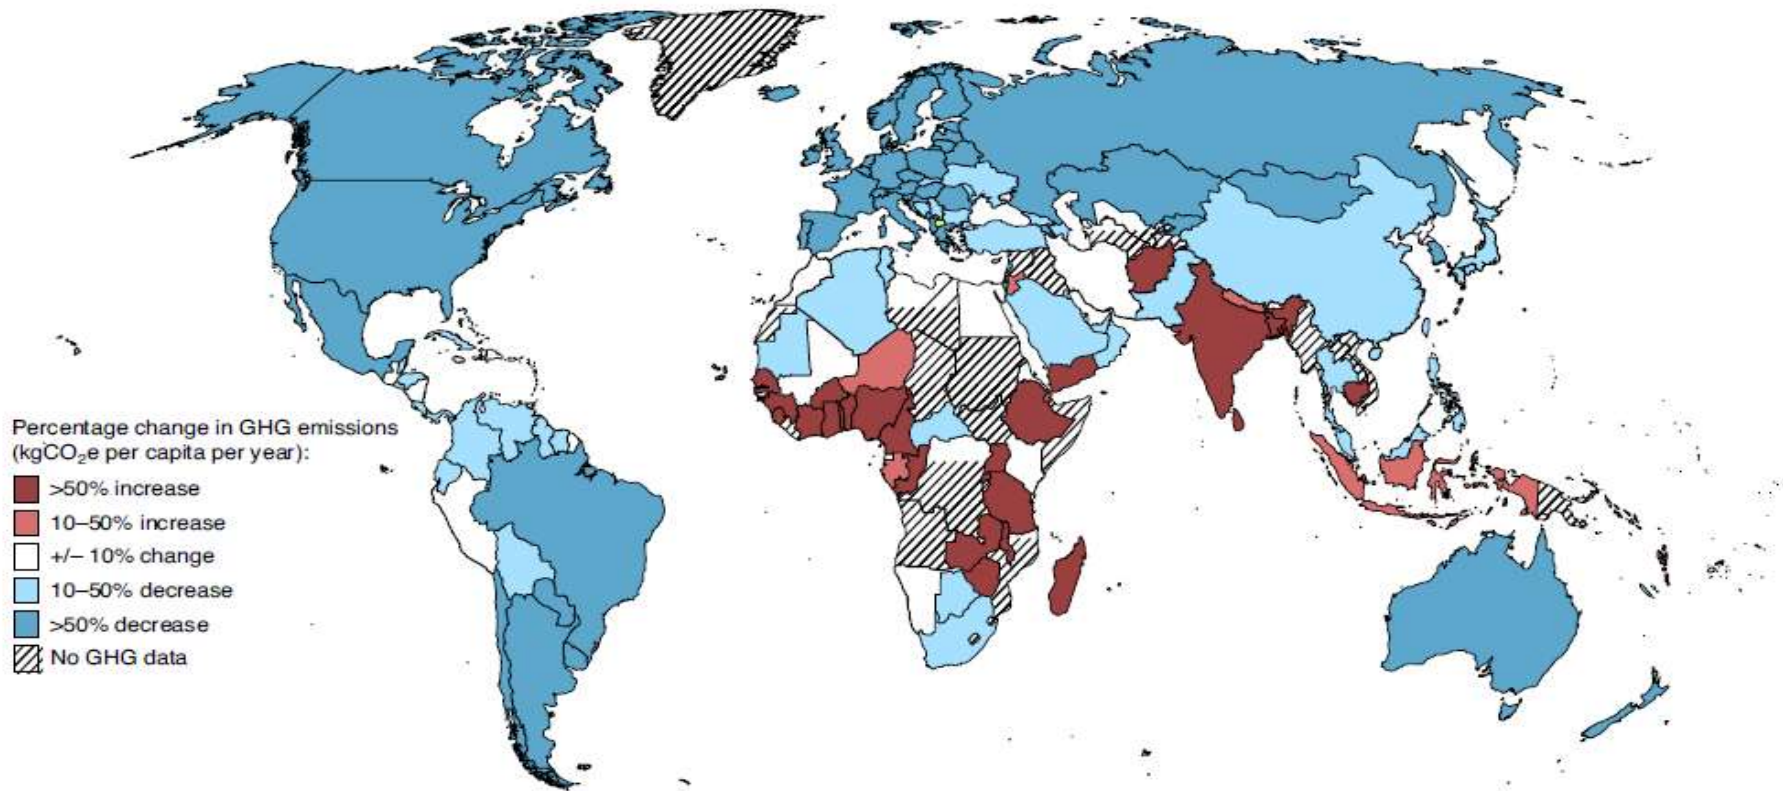 Percentage change in GHG emissions
(kgCO₂e per capita per year):
>50% increase
10–50% increase
+/– 10% change
10–50% decrease
>50% decrease
No GHG data